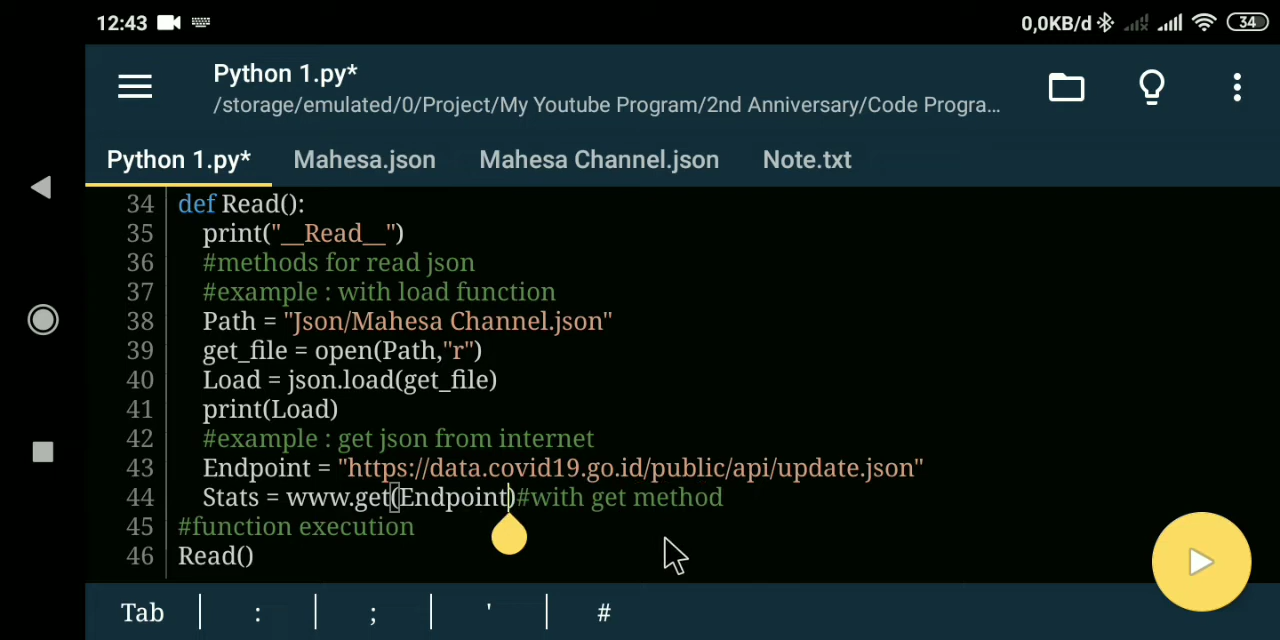 12:43
0,0KB/d
34
Python 1.py*
/storage/emulated/0/Project/My Youtube Program/2nd Anniversary/Code Progra...
Python 1.py* Mahesa.json Mahesa Channel.json Note.txt
34 def Read():
35 print("__Read__")
36 #methods for read json
37 #example : with load function
38 Path = "Json/Mahesa Channel.json"
39 get_file = open(Path,"r")
40 Load = json.load(get_file)
41 print(Load)
42 #example : get json from internet
43 Endpoint = "https://data.covid19.go.id/public/api/update.json"
44 Stats = www.get(Endpoint)#with get method
45 #function execution
46 Read()
Tab | : | ; | ' | #